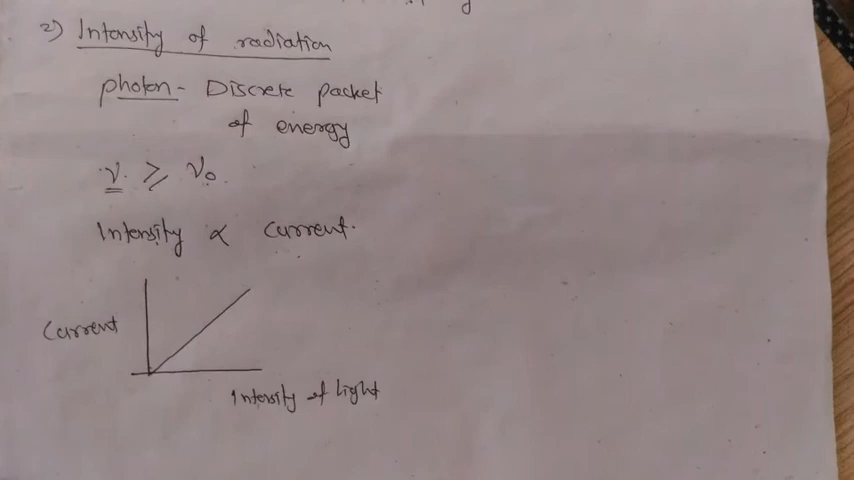 2) Intensity of radiation
photon - Discrete packet
of energy
ν ≥ ν₀
Intensity ∝ current.
Current
Intensity of light